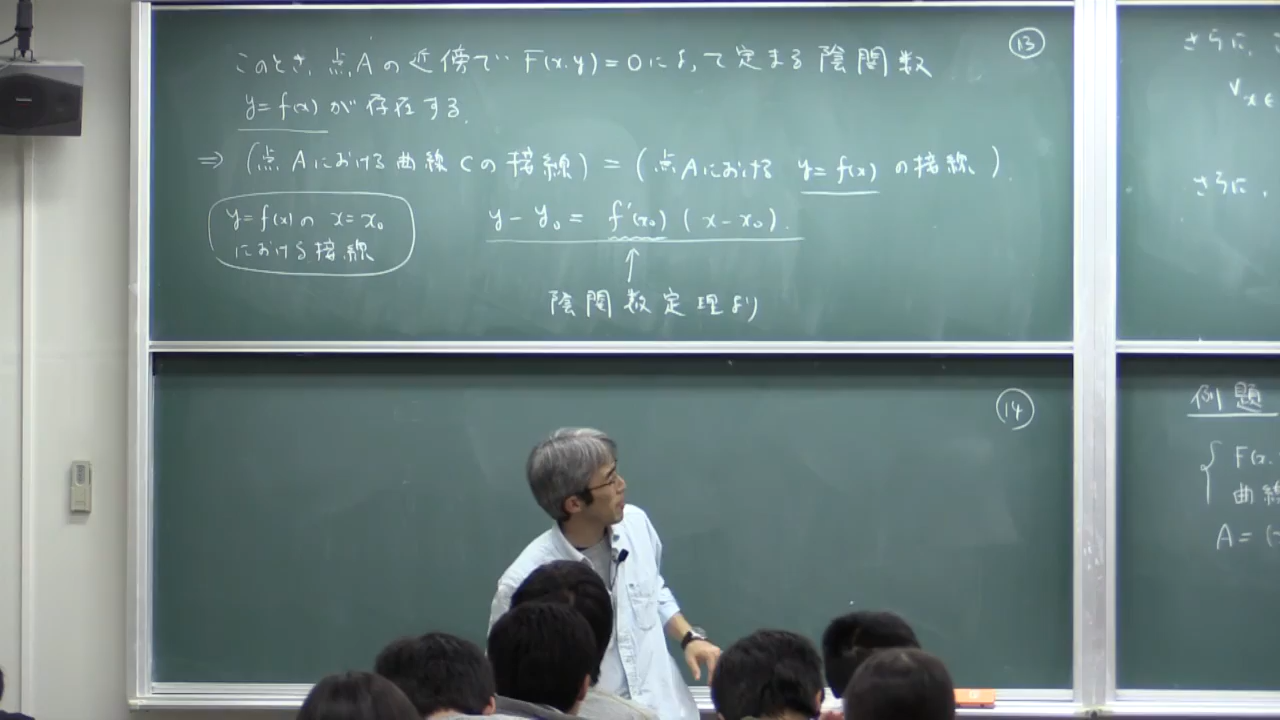 ⑬
このとき, 点Aの近傍で F(x,y)=0によって定まる陰関数
y=f(x)が存在する.
⇒ (点Aにおける曲線Cの接線) = (点Aにおける y=f(x) の接線).
y=f(x)の x=x₀
における接線
y-y₀ = f'(x₀) (x-x₀).
↑
陰関数定理より
⑭
さらに,
∀x∈
さらに,
例題
{ F(x,
曲線
A = (-